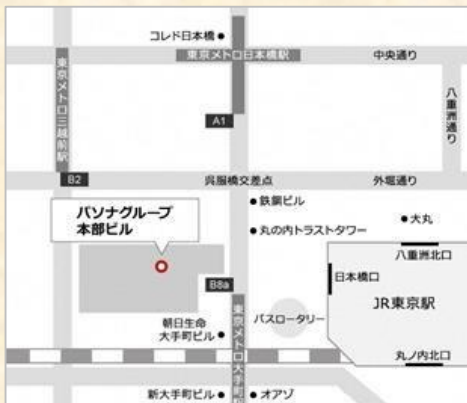 コレド日本橋
東京メトロ日本橋駅
中央通り
東京メトロ三越前駅
八重洲通り
A1
B2
呉服橋交差点
外堀通り
鉄鋼ビル
パソナグループ
本部ビル
丸の内トラストタワー
大丸
八重洲北口
日本橋口
B8a
JR東京駅
バスロータリー
朝日生命
大手町ビル
東京メトロ大手町
丸ノ内北口
新大手町ビル
オアゾ